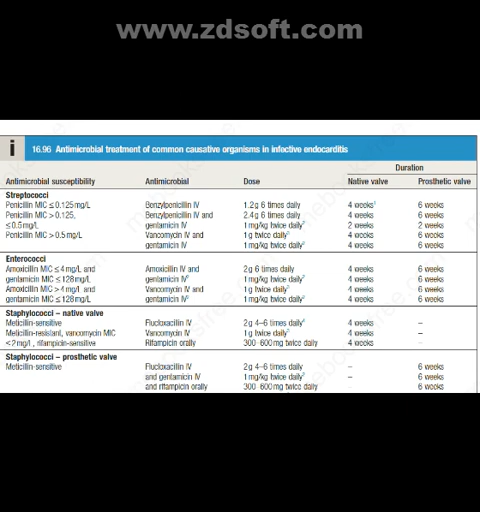 www.zdsoft.com
i 16.96 Antimicrobial treatment of common causative organisms in infective endocarditis
Duration
Antimicrobial susceptibility Antimicrobial Dose Native valve Prosthetic valve
Streptococci
Penicillin MIC ≤ 0.125 mg/L Benzylpenicillin IV 1.2 g 6 times daily 4 weeks¹ 6 weeks
Penicillin MIC > 0.125, Benzylpenicillin IV and 2.4 g 6 times daily 4 weeks 6 weeks
≤ 0.5 mg/L gentamicin IV 1 mg/kg twice daily² 2 weeks 2 weeks
Penicillin MIC > 0.5 mg/L Vancomycin IV and 1 g twice daily³ 4 weeks 6 weeks
gentamicin IV 1 mg/kg twice daily² 4 weeks 6 weeks
Enterococci
Amoxicillin MIC ≤ 4 mg/L and Amoxicillin IV and 2 g 6 times daily 4 weeks 6 weeks
gentamicin MIC ≤ 128 mg/L gentamicin IV 1 mg/kg twice daily² 4 weeks 6 weeks
Amoxicillin MIC > 4 mg/L and Vancomycin IV and 1 g twice daily 4 weeks 6 weeks
gentamicin MIC ≤ 128 mg/L gentamicin IV 1 mg/kg twice daily² 4 weeks 6 weeks
Staphylococci – native valve
Meticillin-sensitive Flucloxacillin IV 2 g 4–6 times daily 4 weeks –
Meticillin-resistant, vancomycin MIC Vancomycin IV 1 g twice daily 4 weeks –
≤ 2 mg/L, rifampicin-sensitive Rifampicin orally 300–600 mg twice daily 4 weeks –
Staphylococci – prosthetic valve
Meticillin-sensitive Flucloxacillin IV 2 g 4–6 times daily – 6 weeks
and gentamicin IV 1 mg/kg twice daily – 6 weeks
and rifampicin orally 300–600 mg twice daily 6 weeks